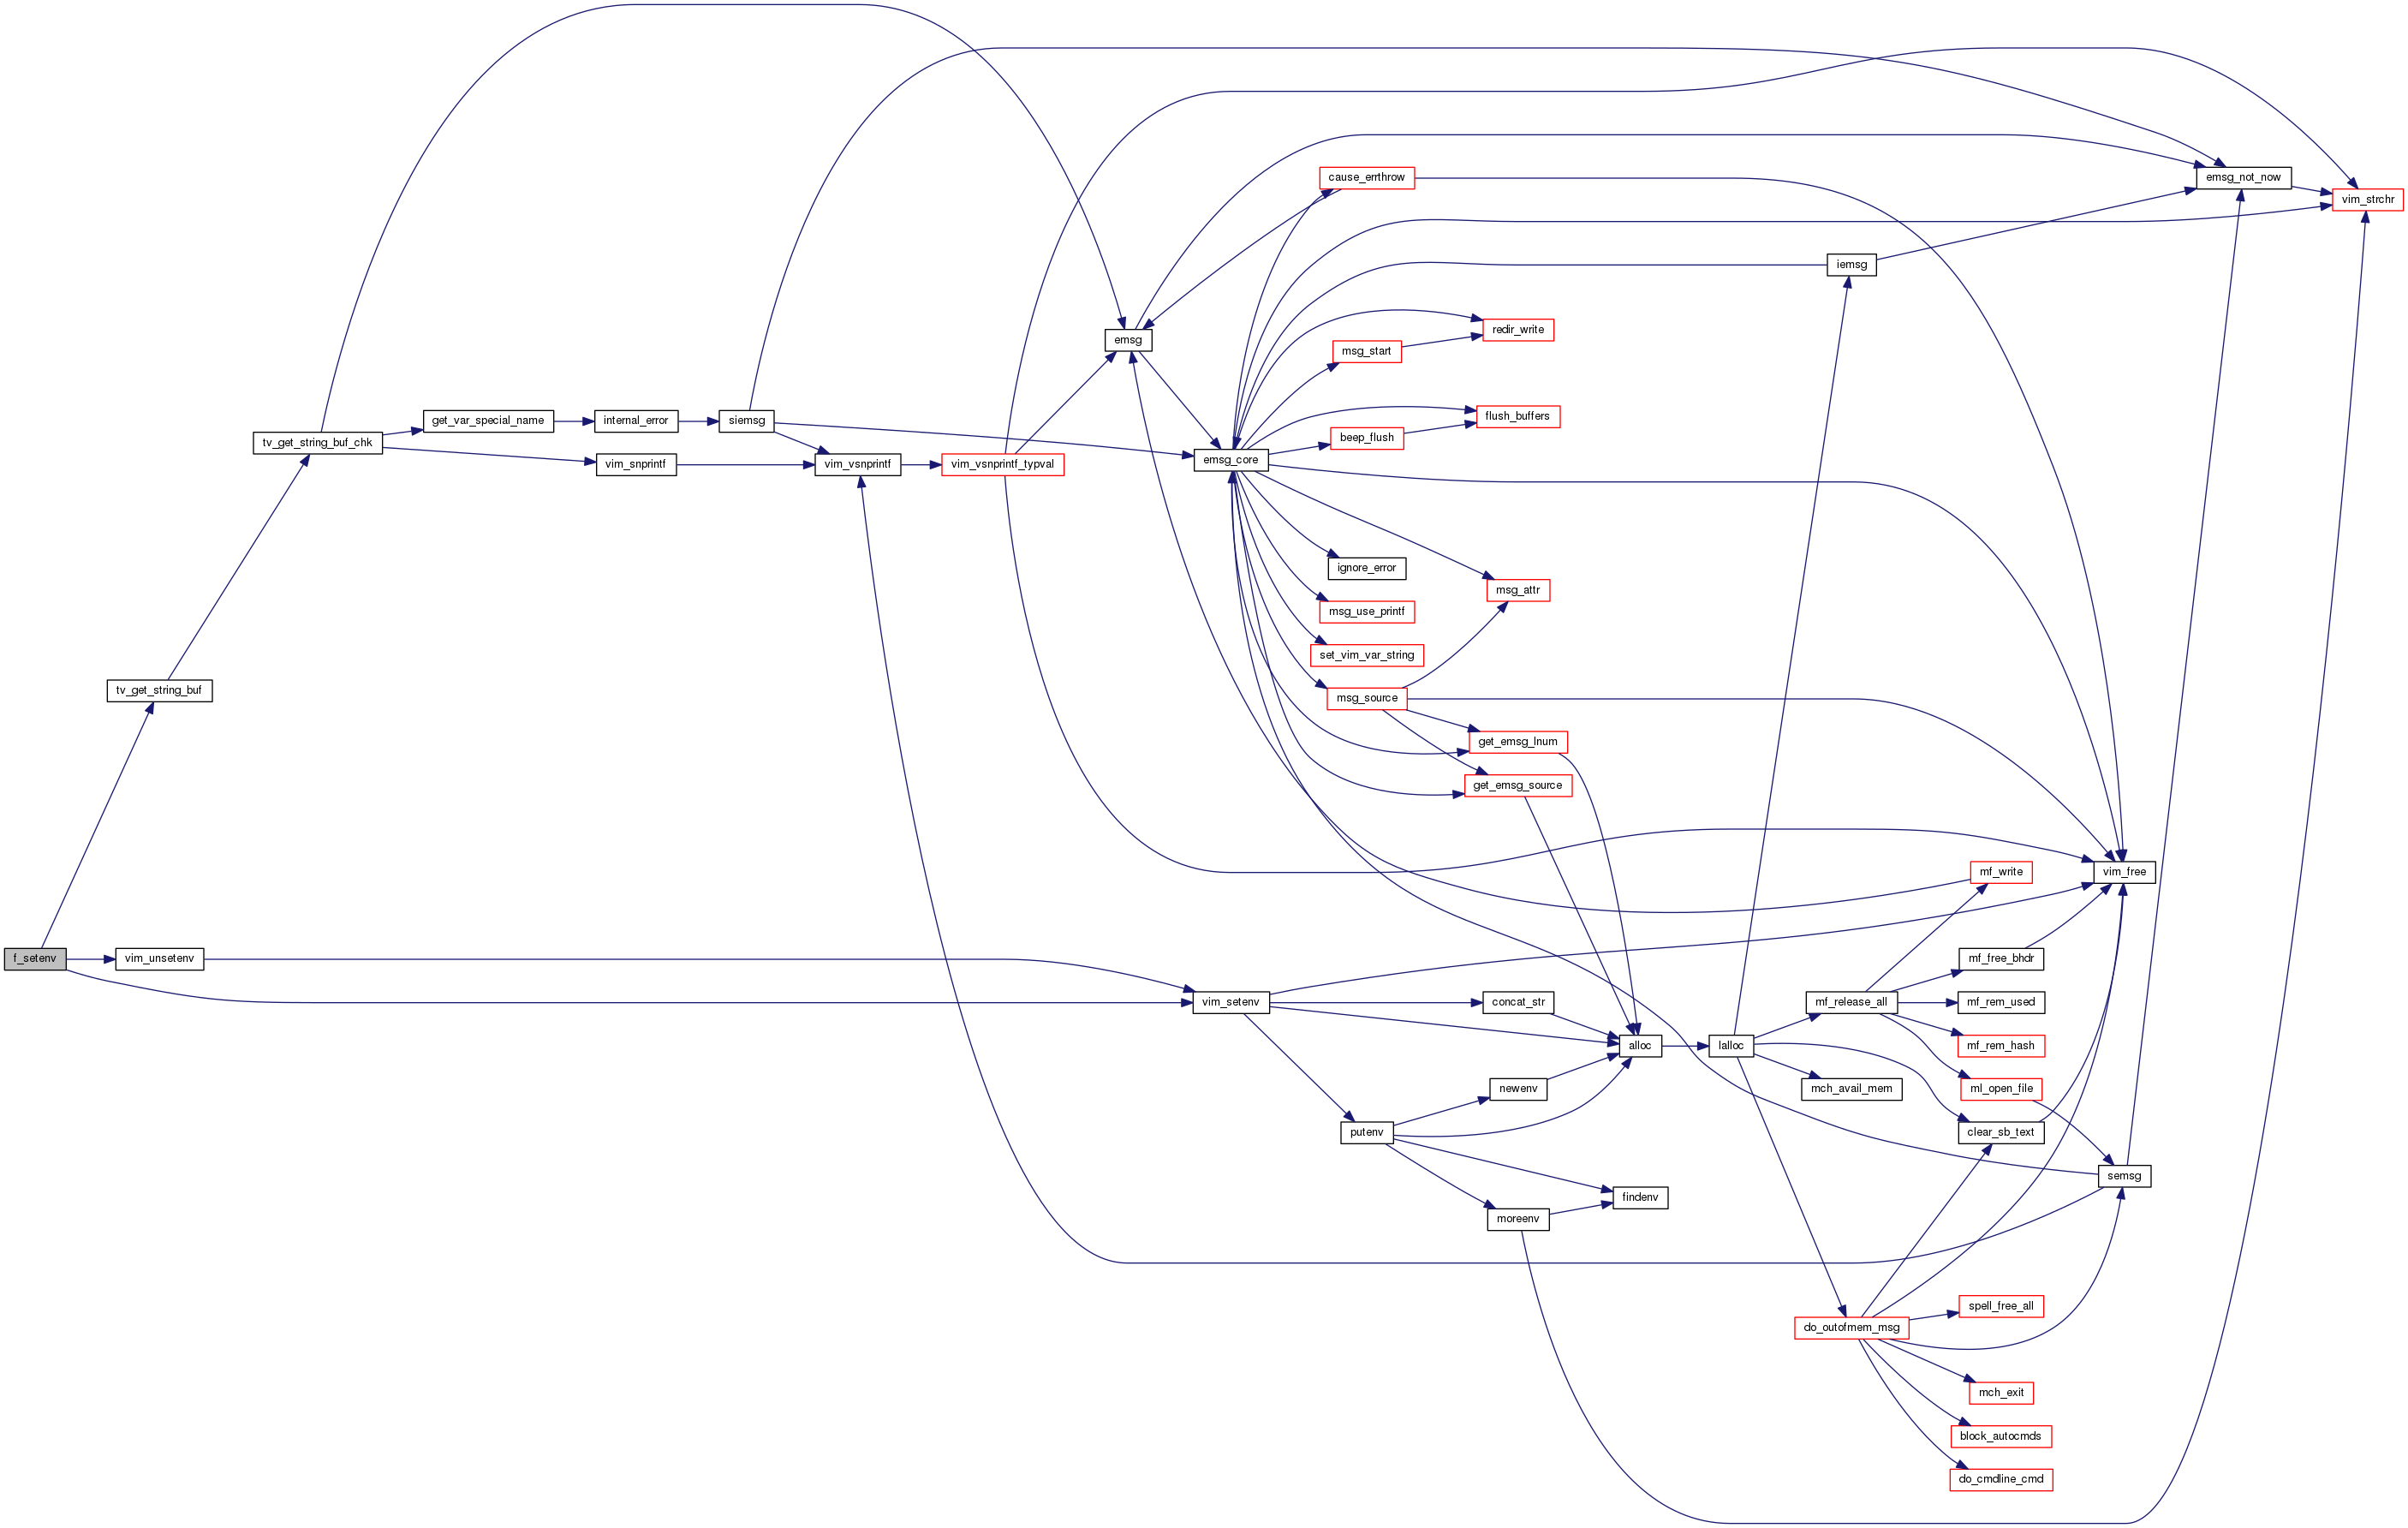 cause_errthrow
emsg_not_now
vim_strchr
iemsg
redir_write
emsg
msg_start
get_var_special_name
internal_error
siemsg
flush_buffers
tv_get_string_buf_chk
beep_flush
vim_snprintf
vim_vsnprintf
vim_vsnprintf_typval
emsg_core
ignore_error
msg_attr
msg_use_printf
set_vim_var_string
tv_get_string_buf
msg_source
get_emsg_lnum
get_emsg_source
mf_write
vim_free
f_setenv
vim_unsetenv
mf_free_bhdr
vim_setenv
concat_str
mf_release_all
mf_rem_used
alloc
lalloc
mf_rem_hash
newenv
mch_avail_mem
ml_open_file
putenv
clear_sb_text
semsg
findenv
moreenv
spell_free_all
do_outofmem_msg
mch_exit
block_autocmds
do_cmdline_cmd